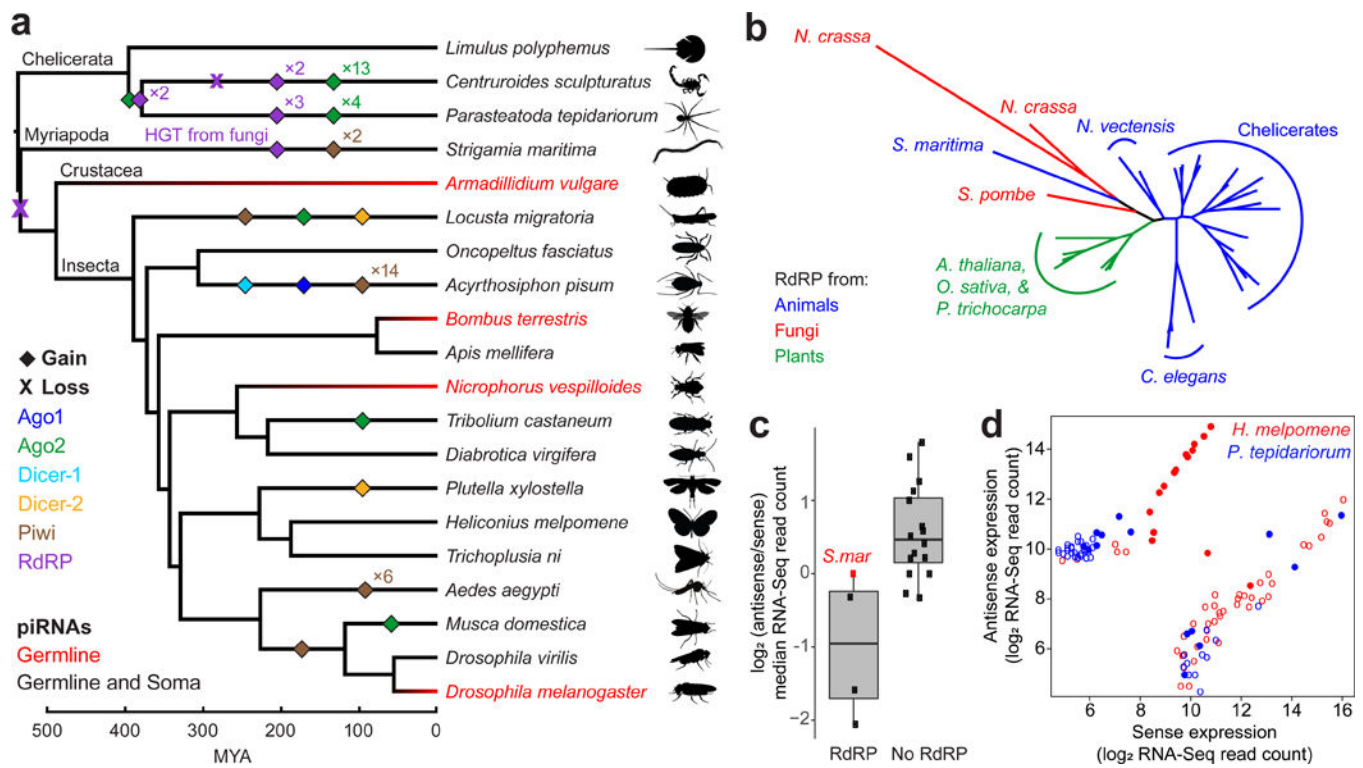 a
Chelicerata
Limulus polyphemus
×2
×2
×13
Centruroides sculpturatus
×3
×4
Parasteatoda tepidariorum
Myriapoda
HGT from fungi
×2
Strigamia maritima
Crustacea
Armadillidium vulgare
Locusta migratoria
Insecta
Oncopeltus fasciatus
×14
Acyrthosiphon pisum
Bombus terrestris
Apis mellifera
Nicrophorus vespilloides
Tribolium castaneum
Diabrotica virgifera
Plutella xylostella
Heliconius melpomene
Trichoplusia ni
×6
Aedes aegypti
Musca domestica
Drosophila virilis
Drosophila melanogaster
Gain
X Loss
Ago1
Ago2
Dicer-1
Dicer-2
Piwi
RdRP
piRNAs
Germline
Germline and Soma
500 400 300 200 100 0
MYA
b
N. crassa
N. crassa
N. vectensis
Chelicerates
S. maritima
S. pombe
A. thaliana,
O. sativa, &
P. trichocarpa
C. elegans
RdRP from:
Animals
Fungi
Plants
c
log₂ (antisense/sense)
median RNA-Seq read count
1
0
−1
−2
S.mar
RdRP No RdRP
d
H. melpomene
P. tepidariorum
Antisense expression
(log₂ RNA-Seq read count)
14
12
10
8
6
6 8 10 12 14 16
Sense expression
(log₂ RNA-Seq read count)